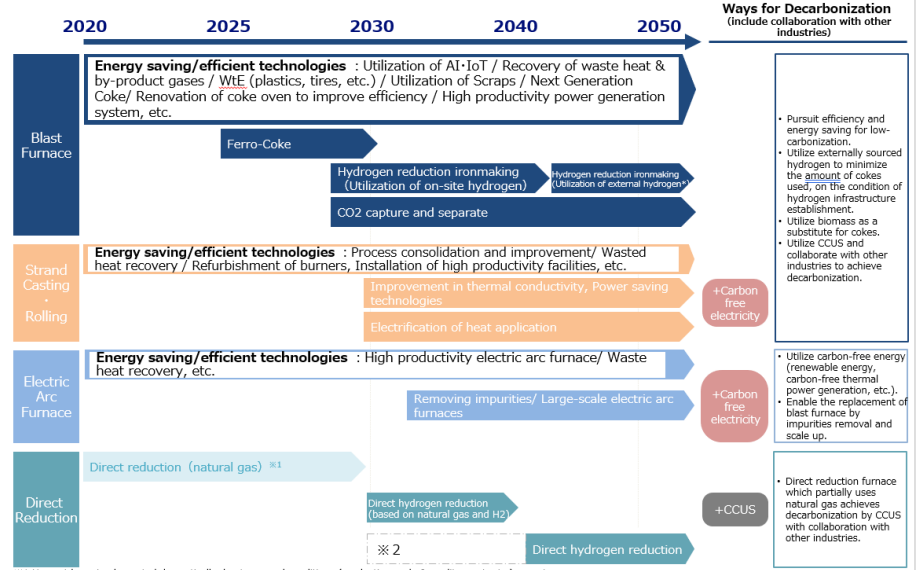 2020 2025 2030 2040 2050
Ways for Decarbonization
(include collaboration with other
industries)
Blast
Furnace
Energy saving/efficient technologies : Utilization of AI･IoT / Recovery of waste heat &
by-product gases / WtE (plastics, tires, etc.) / Utilization of Scraps / Next Generation
Coke/ Renovation of coke oven to improve efficiency / High productivity power generation
system, etc.
Ferro-Coke
Hydrogen reduction ironmaking
（Utilization of on-site hydrogen)
Hydrogen reduction ironmaking
(Utilization of external hydrogen*)
CO2 capture and separate
• Pursuit efficiency and
energy saving for low-
carbonization.
• Utilize externally sourced
hydrogen to minimize
the amount of cokes
used, on the condition of
hydrogen infrastructure
establishment.
• Utilize biomass as a
substitute for cokes.
• Utilize CCUS and
collaborate with other
industries to achieve
decarbonization.
Strand
Casting
・
Rolling
Energy saving/efficient technologies : Process consolidation and improvement/ Wasted
heat recovery / Refurbishment of burners, Installation of high productivity facilities, etc.
Improvement in thermal conductivity, Power saving
technologies
Electrification of heat application
+Carbon
free
electricity
Electric
Arc
Furnace
Energy saving/efficient technologies : High productivity electric arc furnace/ Waste
heat recovery, etc.
Removing impurities/ Large-scale electric arc
furnaces
+Carbon
free
electricity
• Utilize carbon-free energy
(renewable energy,
carbon-free thermal
power generation, etc.).
• Enable the replacement of
blast furnace by
impurities removal and
scale up.
Direct
Reduction
Direct reduction（natural gas）※1
Direct hydrogen reduction
(based on natural gas and H2)
※2
Direct hydrogen reduction
+CCUS
• Direct reduction furnace
which partially uses
natural gas achieves
decarbonization by CCUS
with collaboration with
other industries.